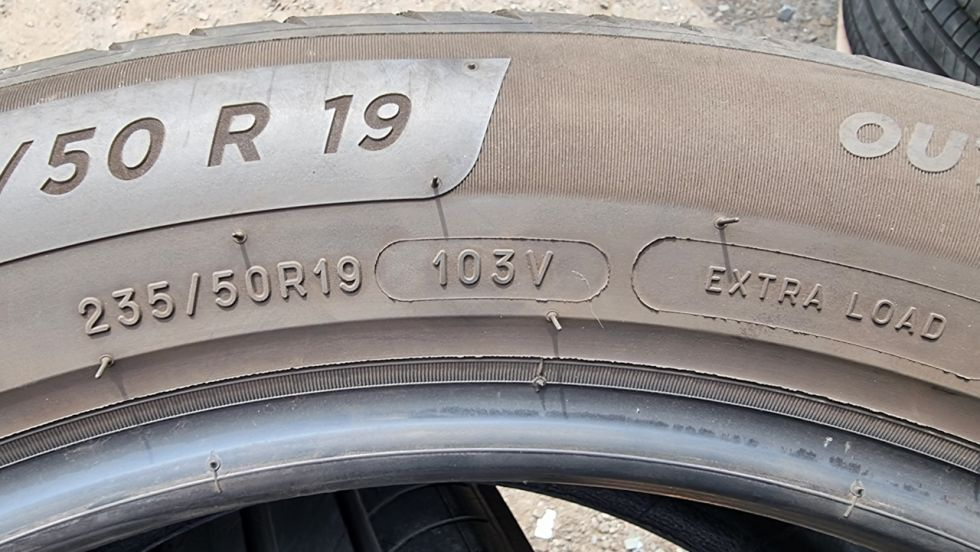 /50 R 19
OU
235/50R19 103V EXTRA LOAD